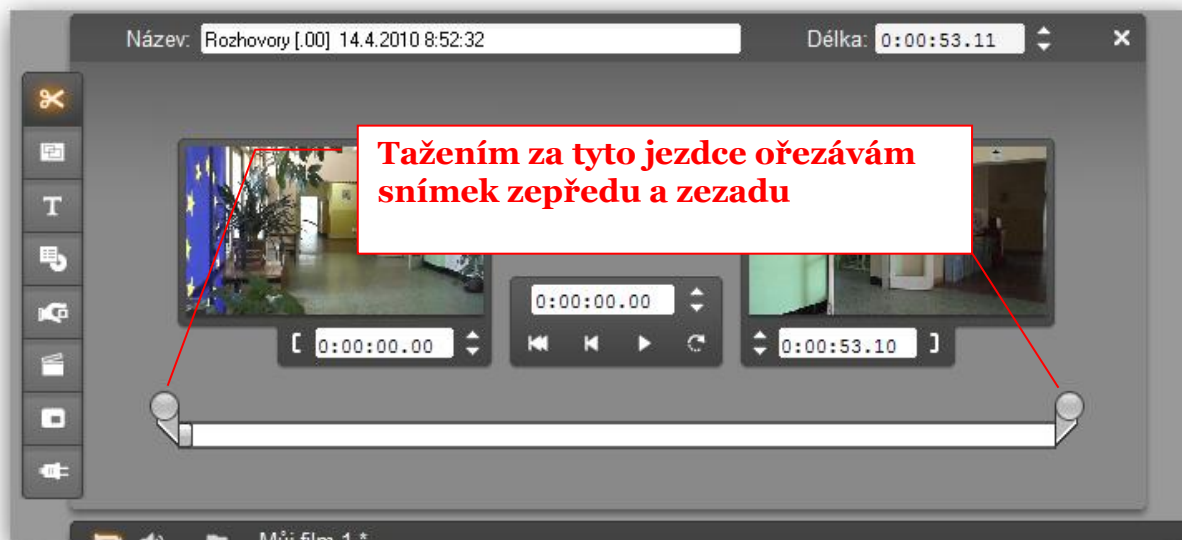 Název: Rozhovory [.00] 14.4.2010 8:52:32 Délka: 0:00:53.11
Tažením za tyto jezdce ořezávám
snímek zepředu a zezadu
T
0:00:00.00
[ 0:00:00.00
0:00:53.10 ]
Můj film 1 *